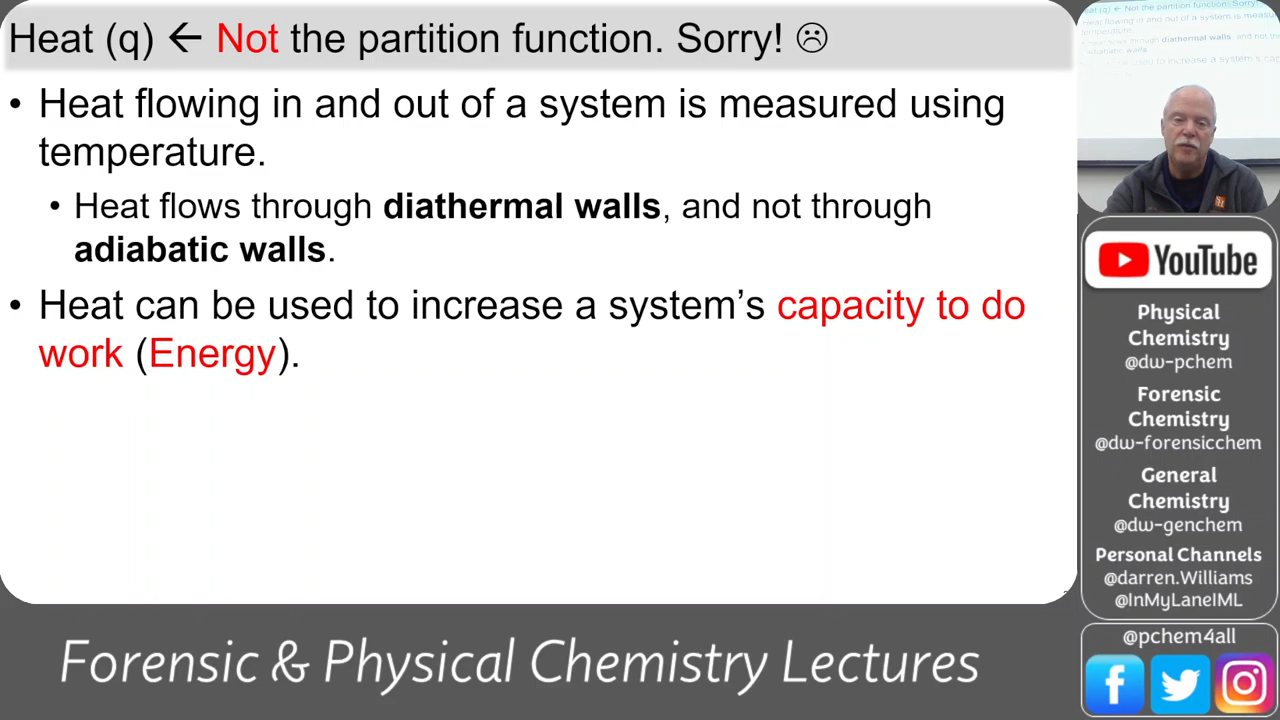 Heat (q) ← Not the partition function. Sorry! ☹
• Heat flowing in and out of a system is measured using
temperature.
• Heat flows through diathermal walls, and not through
adiabatic walls.
• Heat can be used to increase a system’s capacity to do
work (Energy).
Forensic & Physical Chemistry Lectures
YouTube
Physical
Chemistry
@dw-pchem
Forensic
Chemistry
@dw-forensicchem
General
Chemistry
@dw-genchem
Personal Channels
@darren.Williams
@InMyLaneIML
@pchem4all